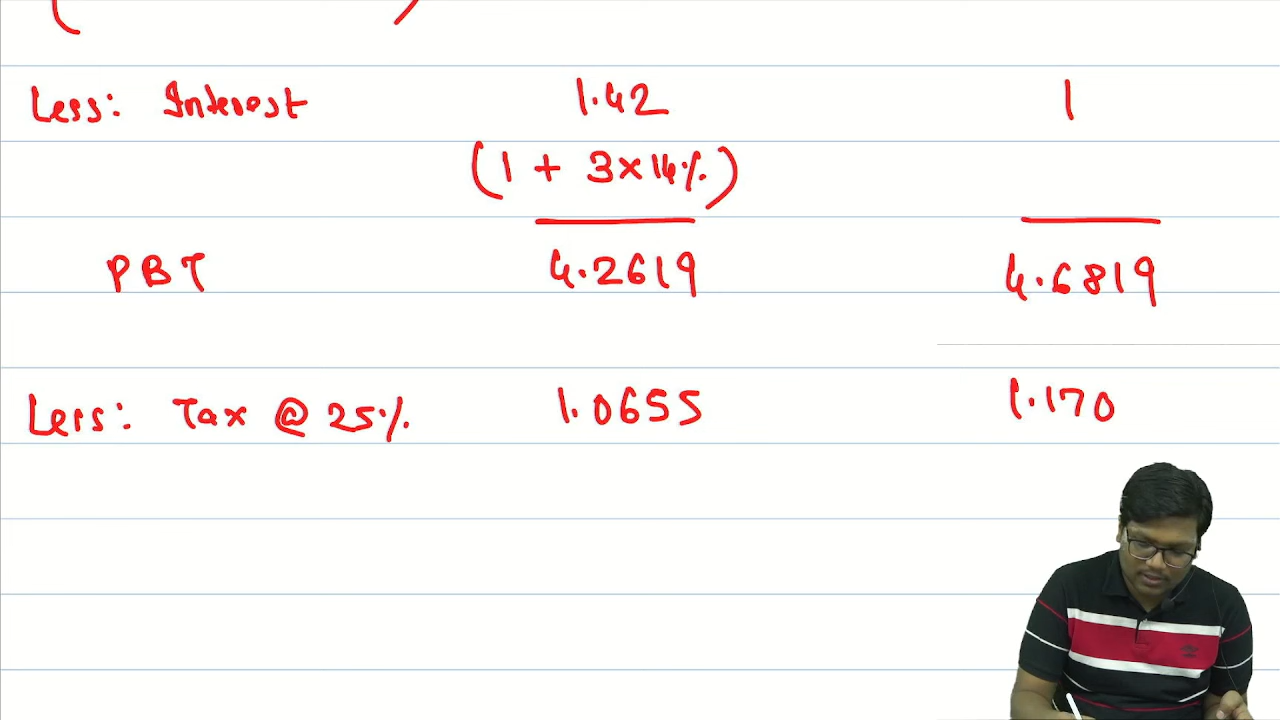 Less: Interest 1.42 1
(1 + 3×14%)
PBT 4.2619 4.6819
Less: Tax @ 25% 1.0655 1.170